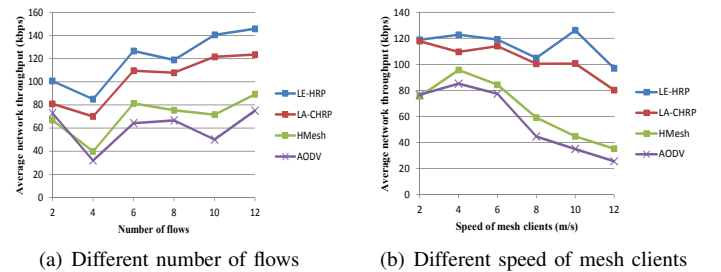 Average network throughput (kbps)
160
140
120
100
80
60
40
20
0
2 4 6 8 10 12
Number of flows
LE-HRP
LA-CHRP
HMesh
AODV
(a) Different number of flows
Average network throughput (kbps)
140
120
100
80
60
40
20
0
2 4 6 8 10 12
Speed of mesh clients (m/s)
LE-HRP
LA-CHRP
HMesh
AODV
(b) Different speed of mesh clients